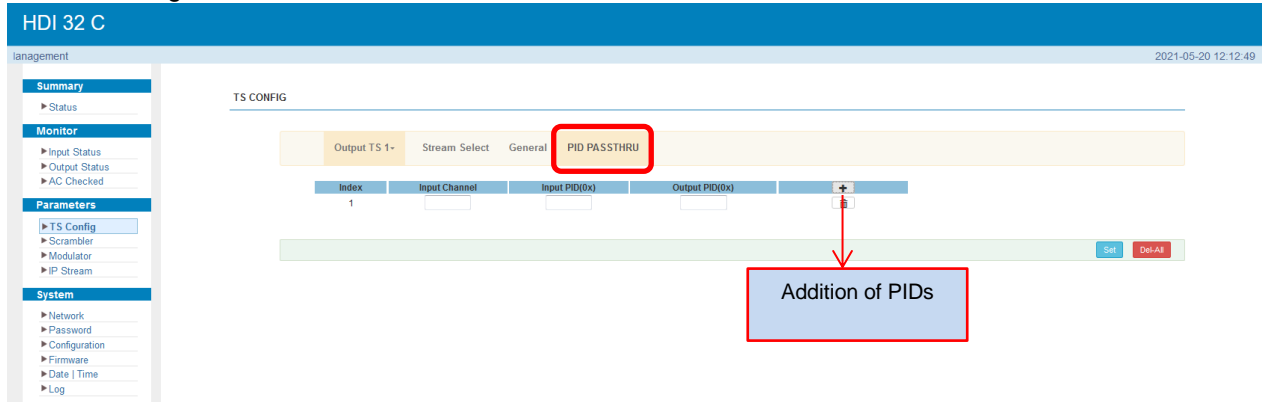 HDI 32 C
lanagement 2021-05-20 12:12:49
Summary
Status
Monitor
Input Status
Output Status
AC Checked
Parameters
TS Config
Scrambler
Modulator
IP Stream
System
Network
Password
Configuration
Firmware
Date | Time
Log
TS CONFIG
Output TS 1 Stream Select General PID PASSTHRU
Index Input Channel Input PID(0x) Output PID(0x) +
1
Set Del-All
Addition of PIDs